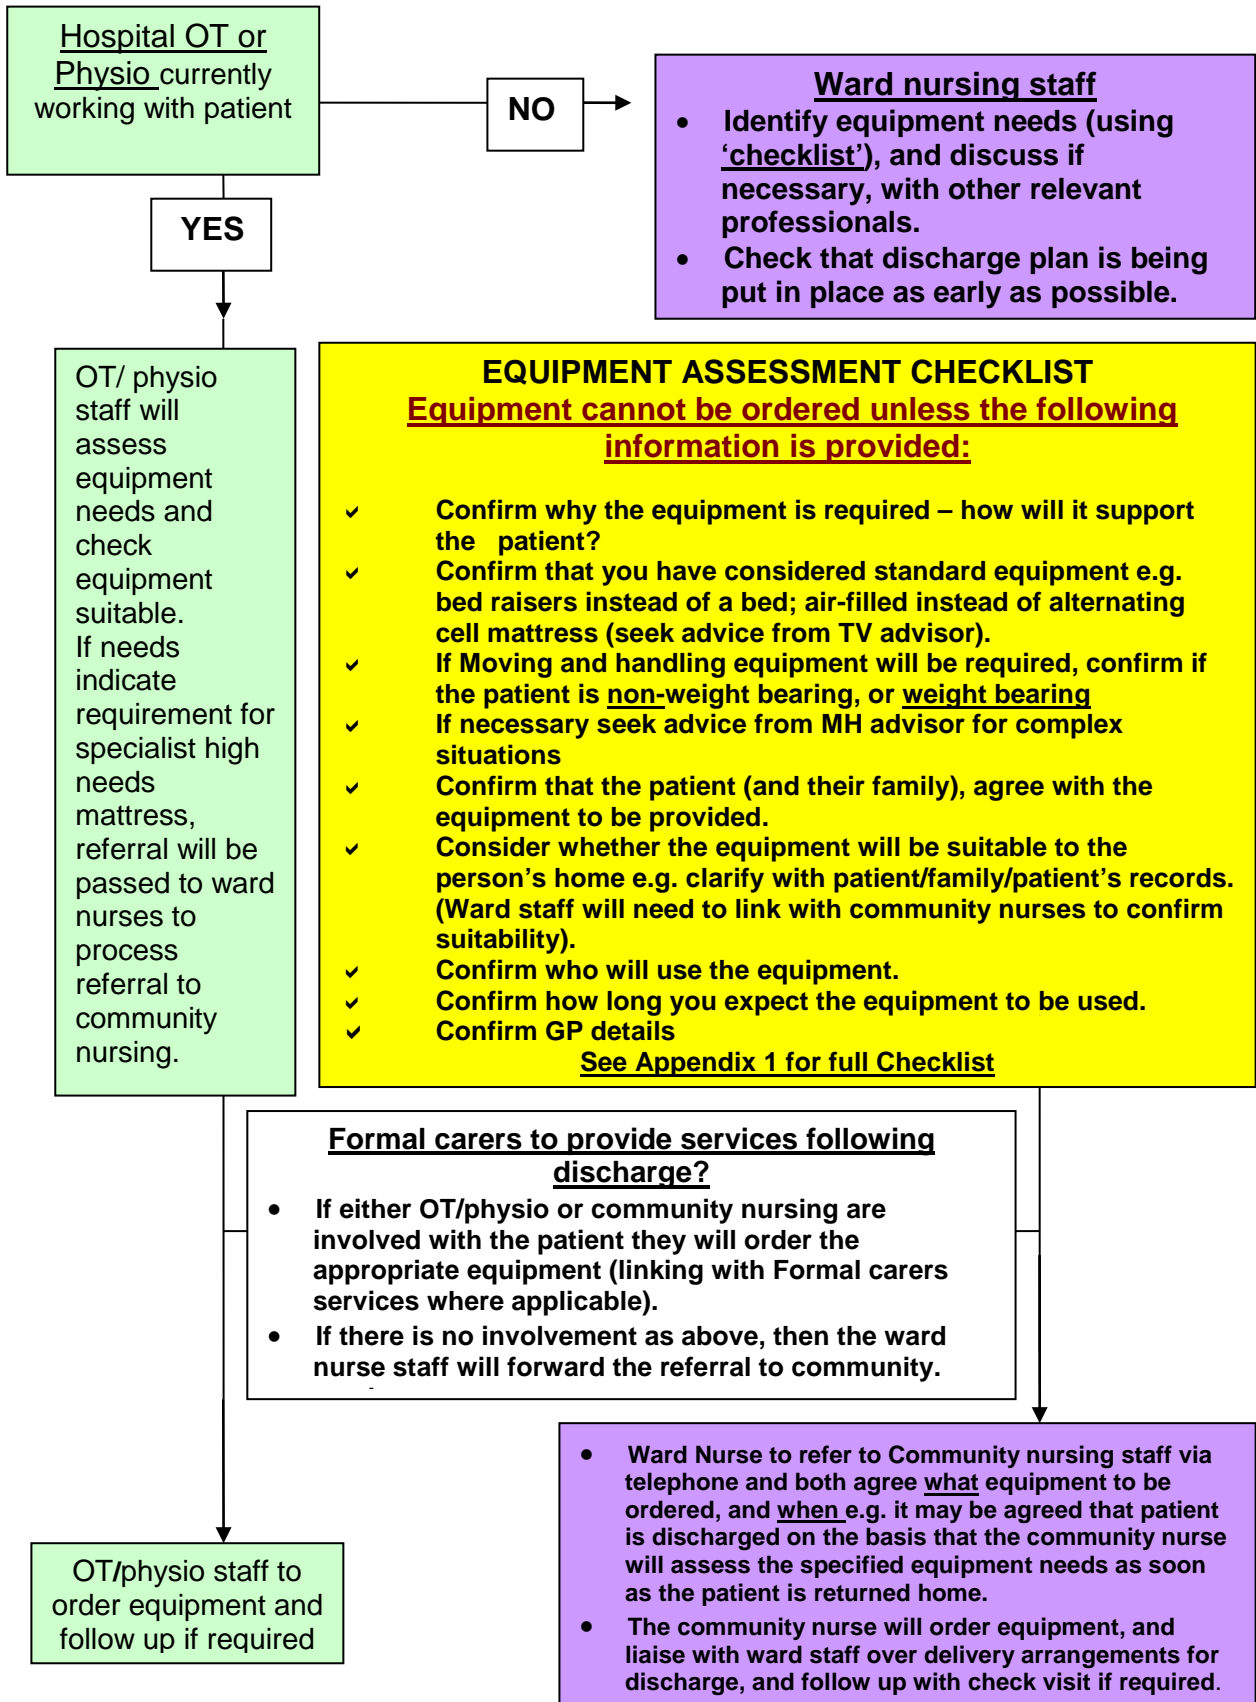 Hospital OT or
Physio currently
working with patient
NO
Ward nursing staff
• Identify equipment needs (using
‘checklist’), and discuss if
necessary, with other relevant
professionals.
• Check that discharge plan is being
put in place as early as possible.
YES
OT/ physio
staff will
assess
equipment
needs and
check
equipment
suitable.
If needs
indicate
requirement for
specialist high
needs
mattress,
referral will be
passed to ward
nurses to
process
referral to
community
nursing.
EQUIPMENT ASSESSMENT CHECKLIST
Equipment cannot be ordered unless the following
information is provided:
✓ Confirm why the equipment is required – how will it support
the patient?
✓ Confirm that you have considered standard equipment e.g.
bed raisers instead of a bed; air-filled instead of alternating
cell mattress (seek advice from TV advisor).
✓ If Moving and handling equipment will be required, confirm if
the patient is non-weight bearing, or weight bearing
✓ If necessary seek advice from MH advisor for complex
situations
✓ Confirm that the patient (and their family), agree with the
equipment to be provided.
✓ Consider whether the equipment will be suitable to the
person’s home e.g. clarify with patient/family/patient’s records.
(Ward staff will need to link with community nurses to confirm
suitability).
✓ Confirm who will use the equipment.
✓ Confirm how long you expect the equipment to be used.
✓ Confirm GP details
See Appendix 1 for full Checklist
Formal carers to provide services following
discharge?
• If either OT/physio or community nursing are
involved with the patient they will order the
appropriate equipment (linking with Formal carers
services where applicable).
• If there is no involvement as above, then the ward
nurse staff will forward the referral to community.
OT/physio staff to
order equipment and
follow up if required
• Ward Nurse to refer to Community nursing staff via
telephone and both agree what equipment to be
ordered, and when e.g. it may be agreed that patient
is discharged on the basis that the community nurse
will assess the specified equipment needs as soon
as the patient is returned home.
• The community nurse will order equipment, and
liaise with ward staff over delivery arrangements for
discharge, and follow up with check visit if required.